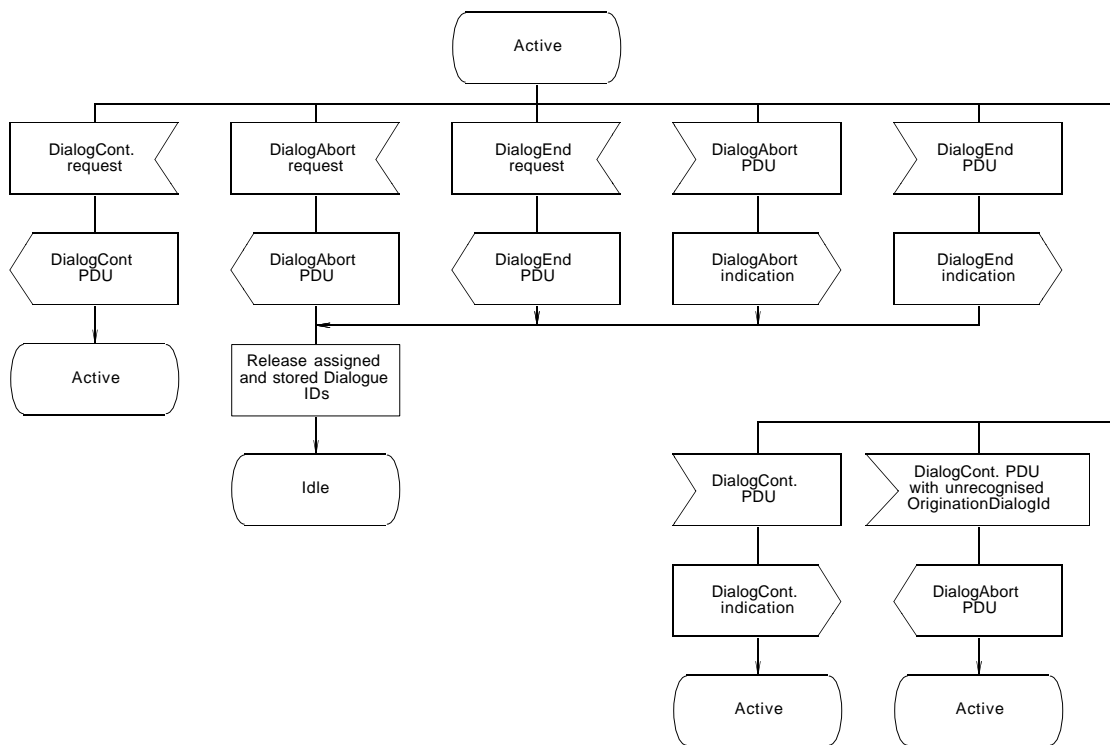 Active
DialogCont.
request
DialogAbort
request
DialogEnd
request
DialogAbort
PDU
DialogEnd
PDU
DialogCont
PDU
DialogAbort
PDU
DialogEnd
PDU
DialogAbort
indication
DialogEnd
indication
Active
Release assigned
and stored Dialogue
IDs
Idle
DialogCont.
PDU
DialogCont. PDU
with unrecognised
OriginationDialogId
DialogCont.
indication
DialogAbort
PDU
Active
Active